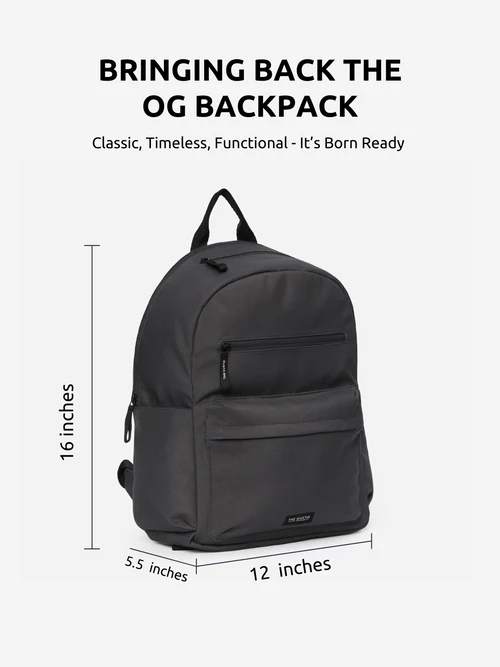 BRINGING BACK THE
OG BACKPACK
Classic, Timeless, Functional - It’s Born Ready
16 inches
5.5 inches
12 inches